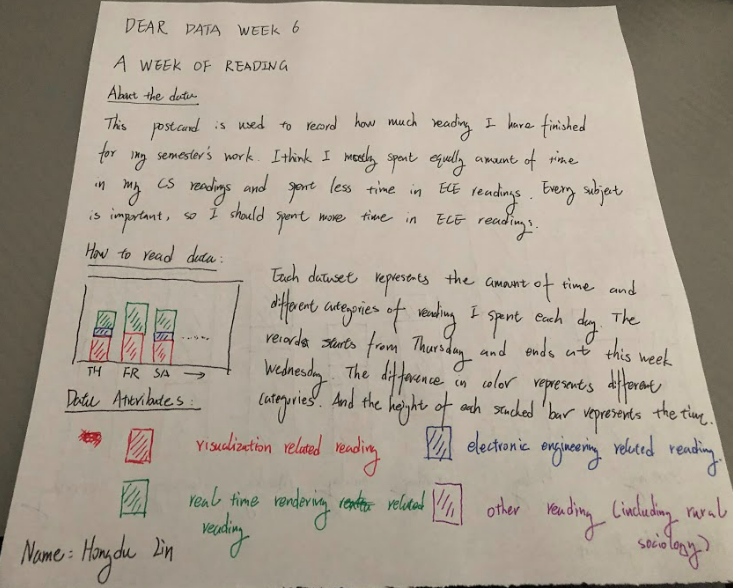 DEAR DATA WEEK 6
A WEEK OF READING
About the data
This postcard is used to record how much reading I have finished
for my semester's work. I think I mostly spent equally amount of time
in my CS readings and spent less time in ECE readings. Every subject
is important, so I should spent more time in ECE readings.
How to read data:
Each dataset represents the amount of time and
different categories of reading I spent each day. The
records starts from Thursday and ends at this week
Wednesday. The difference in color represents different
categories. And the height of each stacked bar represents the time.
TH FR SA
Data Attributes:
visualization related reading
electronic engineering related reading.
real time rendering related
reading
other reading (including rural
sociology)
Name: Hongdu Lin